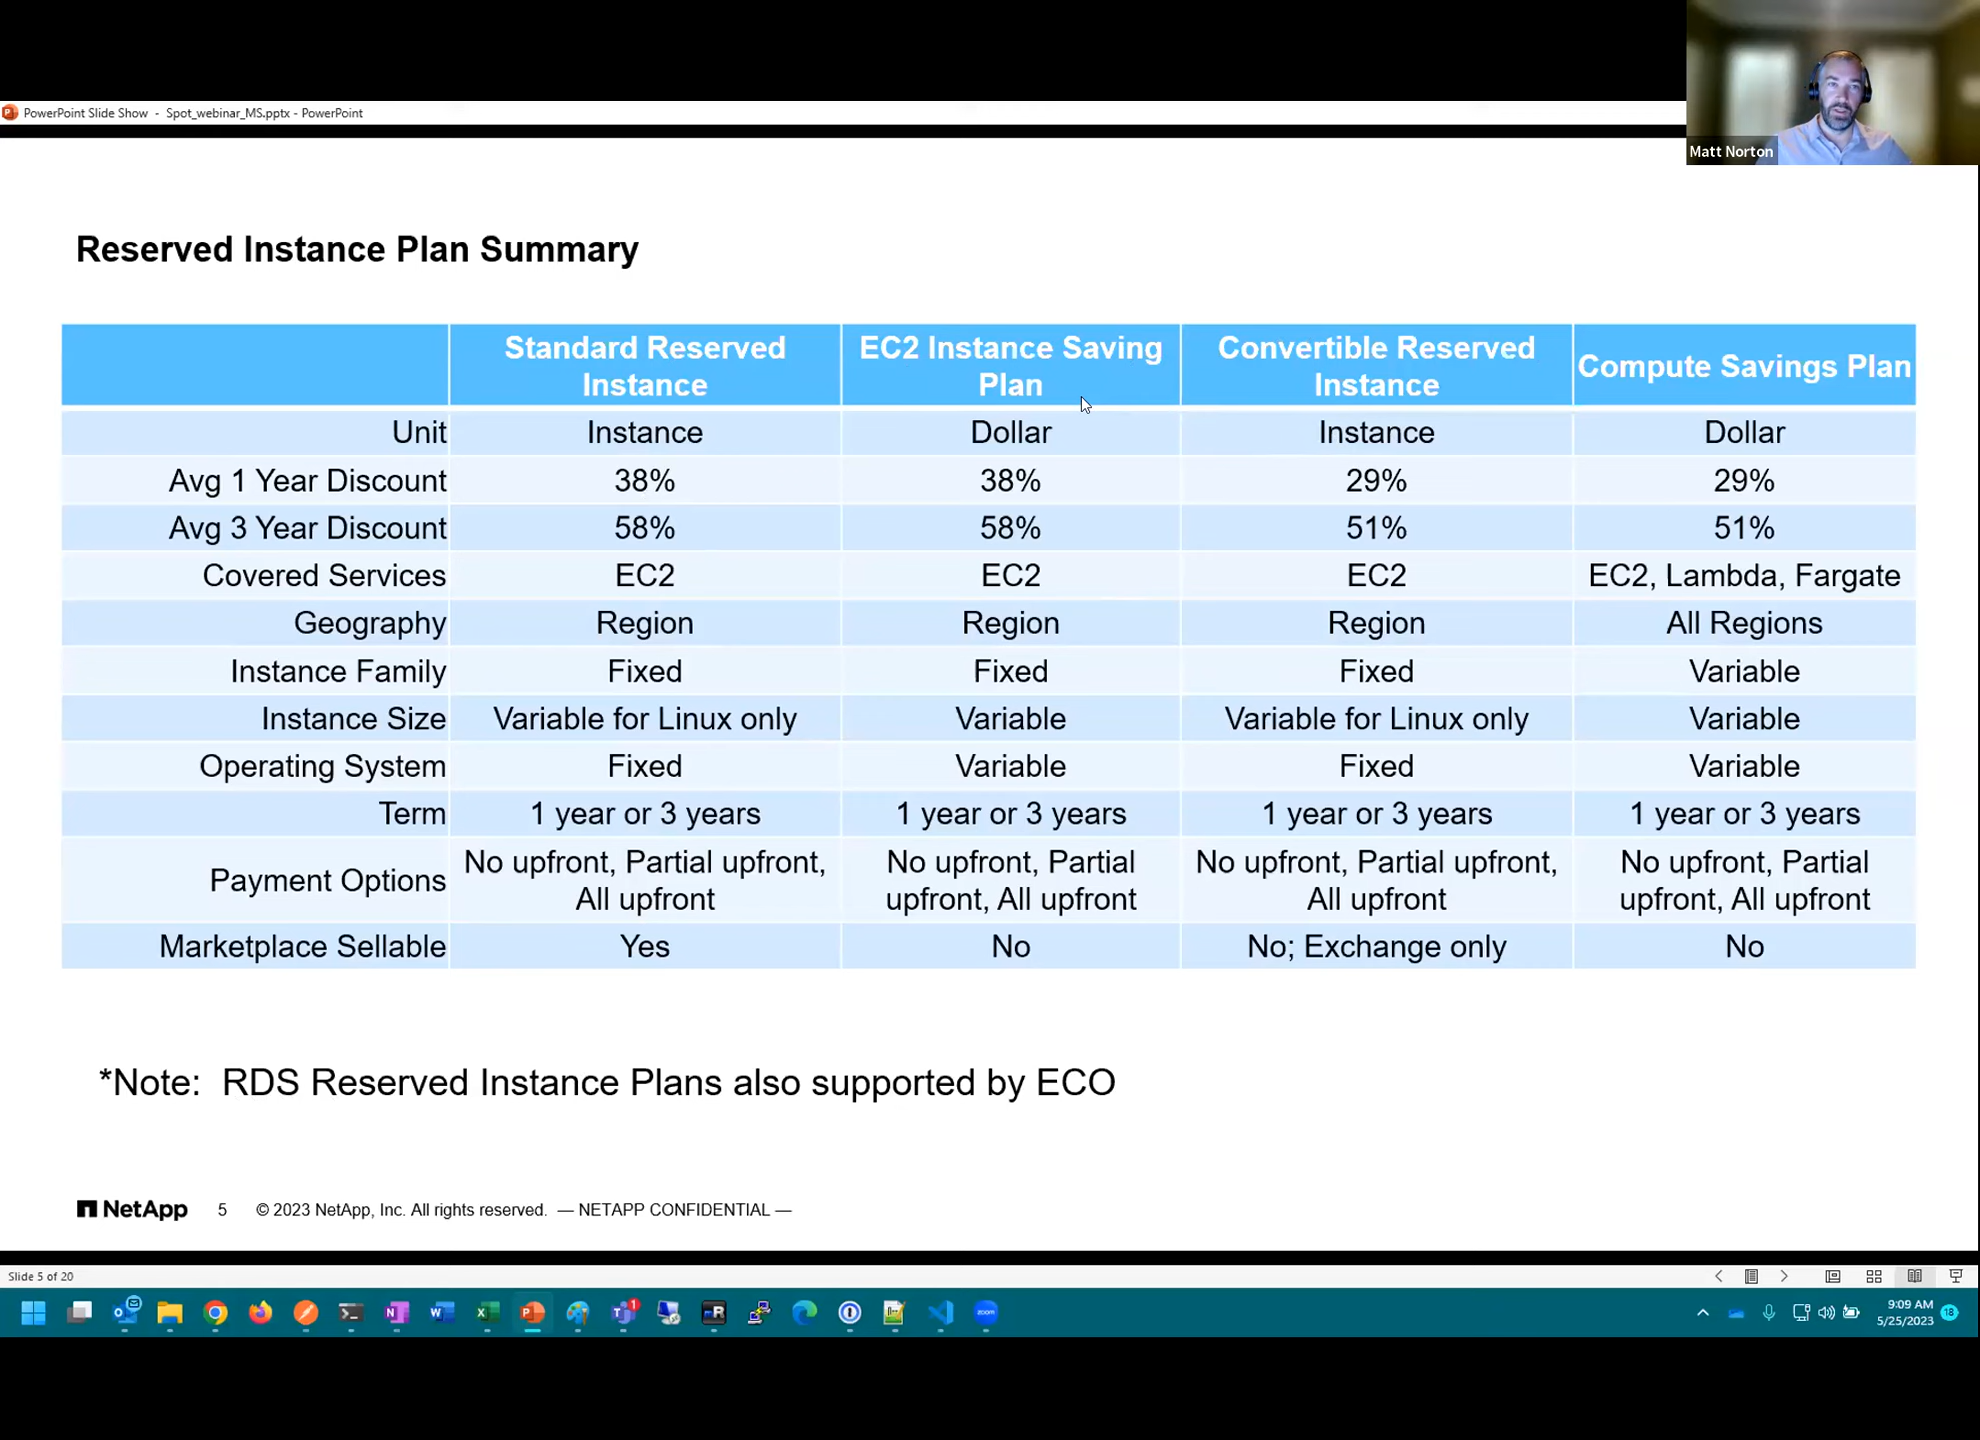 PowerPoint Slide Show - Spot_webinar_MS.pptx - PowerPoint
Matt Norton
Reserved Instance Plan Summary
Standard Reserved Instance
EC2 Instance Saving Plan
Convertible Reserved Instance
Compute Savings Plan
Unit Instance Dollar Instance Dollar
Avg 1 Year Discount 38% 38% 29% 29%
Avg 3 Year Discount 58% 58% 51% 51%
Covered Services EC2 EC2 EC2 EC2, Lambda, Fargate
Geography Region Region Region All Regions
Instance Family Fixed Fixed Fixed Variable
Instance Size Variable for Linux only Variable Variable for Linux only Variable
Operating System Fixed Variable Fixed Variable
Term 1 year or 3 years 1 year or 3 years 1 year or 3 years 1 year or 3 years
Payment Options No upfront, Partial upfront, All upfront No upfront, Partial upfront, All upfront No upfront, Partial upfront, All upfront No upfront, Partial upfront, All upfront
Marketplace Sellable Yes No No; Exchange only No
*Note: RDS Reserved Instance Plans also supported by ECO
NetApp 5 © 2023 NetApp, Inc. All rights reserved. — NETAPP CONFIDENTIAL —
Slide 5 of 20
zoom
9:09 AM
5/25/2023
18